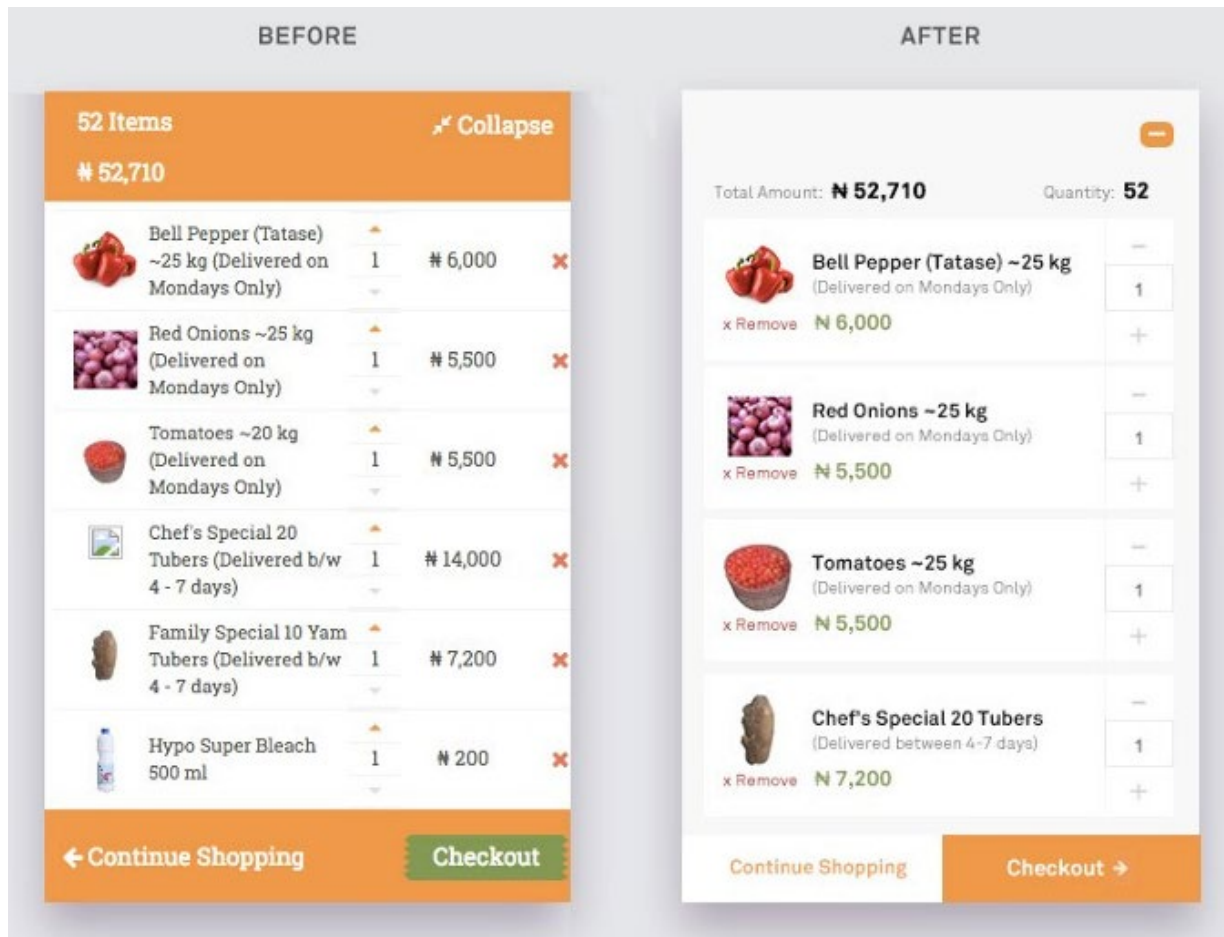 BEFORE
AFTER
52 Items
Collapse
₦ 52,710
Bell Pepper (Tatase)
~25 kg (Delivered on
Mondays Only)
1
₦ 6,000
Red Onions ~25 kg
(Delivered on
Mondays Only)
1
₦ 5,500
Tomatoes ~20 kg
(Delivered on
Mondays Only)
1
₦ 5,500
Chef's Special 20
Tubers (Delivered b/w
4 - 7 days)
1
₦ 14,000
Family Special 10 Yam
Tubers (Delivered b/w
4 - 7 days)
1
₦ 7,200
Hypo Super Bleach
500 ml
1
₦ 200
Continue Shopping
Checkout
Total Amount: ₦ 52,710
Quantity: 52
Bell Pepper (Tatase) ~25 kg
(Delivered on Mondays Only)
x Remove ₦ 6,000
1
Red Onions ~25 kg
(Delivered on Mondays Only)
x Remove ₦ 5,500
1
Tomatoes ~25 kg
(Delivered on Mondays Only)
x Remove ₦ 5,500
1
Chef's Special 20 Tubers
(Delivered between 4-7 days)
x Remove ₦ 7,200
1
Continue Shopping
Checkout →